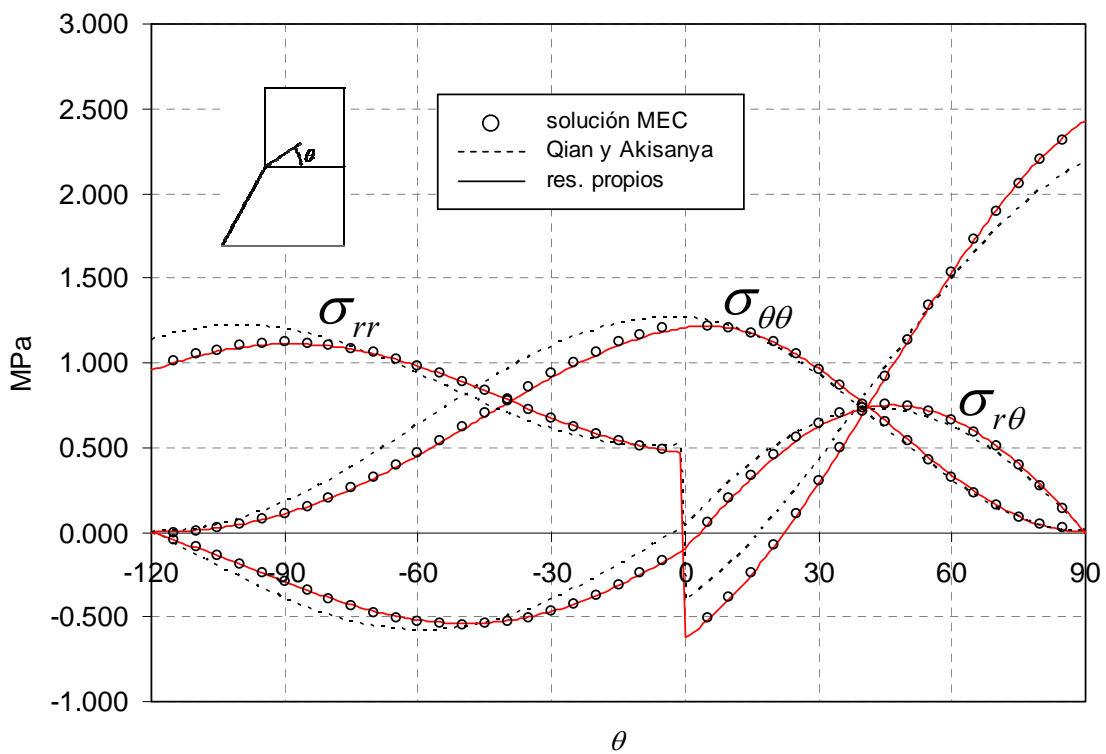 3.000
2.500
2.000
1.500
1.000
0.500
0.000
-0.500
-1.000
MPa
-120
-90
-60
-30
0
30
60
90
θ
θ
solución MEC
Qian y Akisanya
res. propios
σrr
σθθ
σrθ